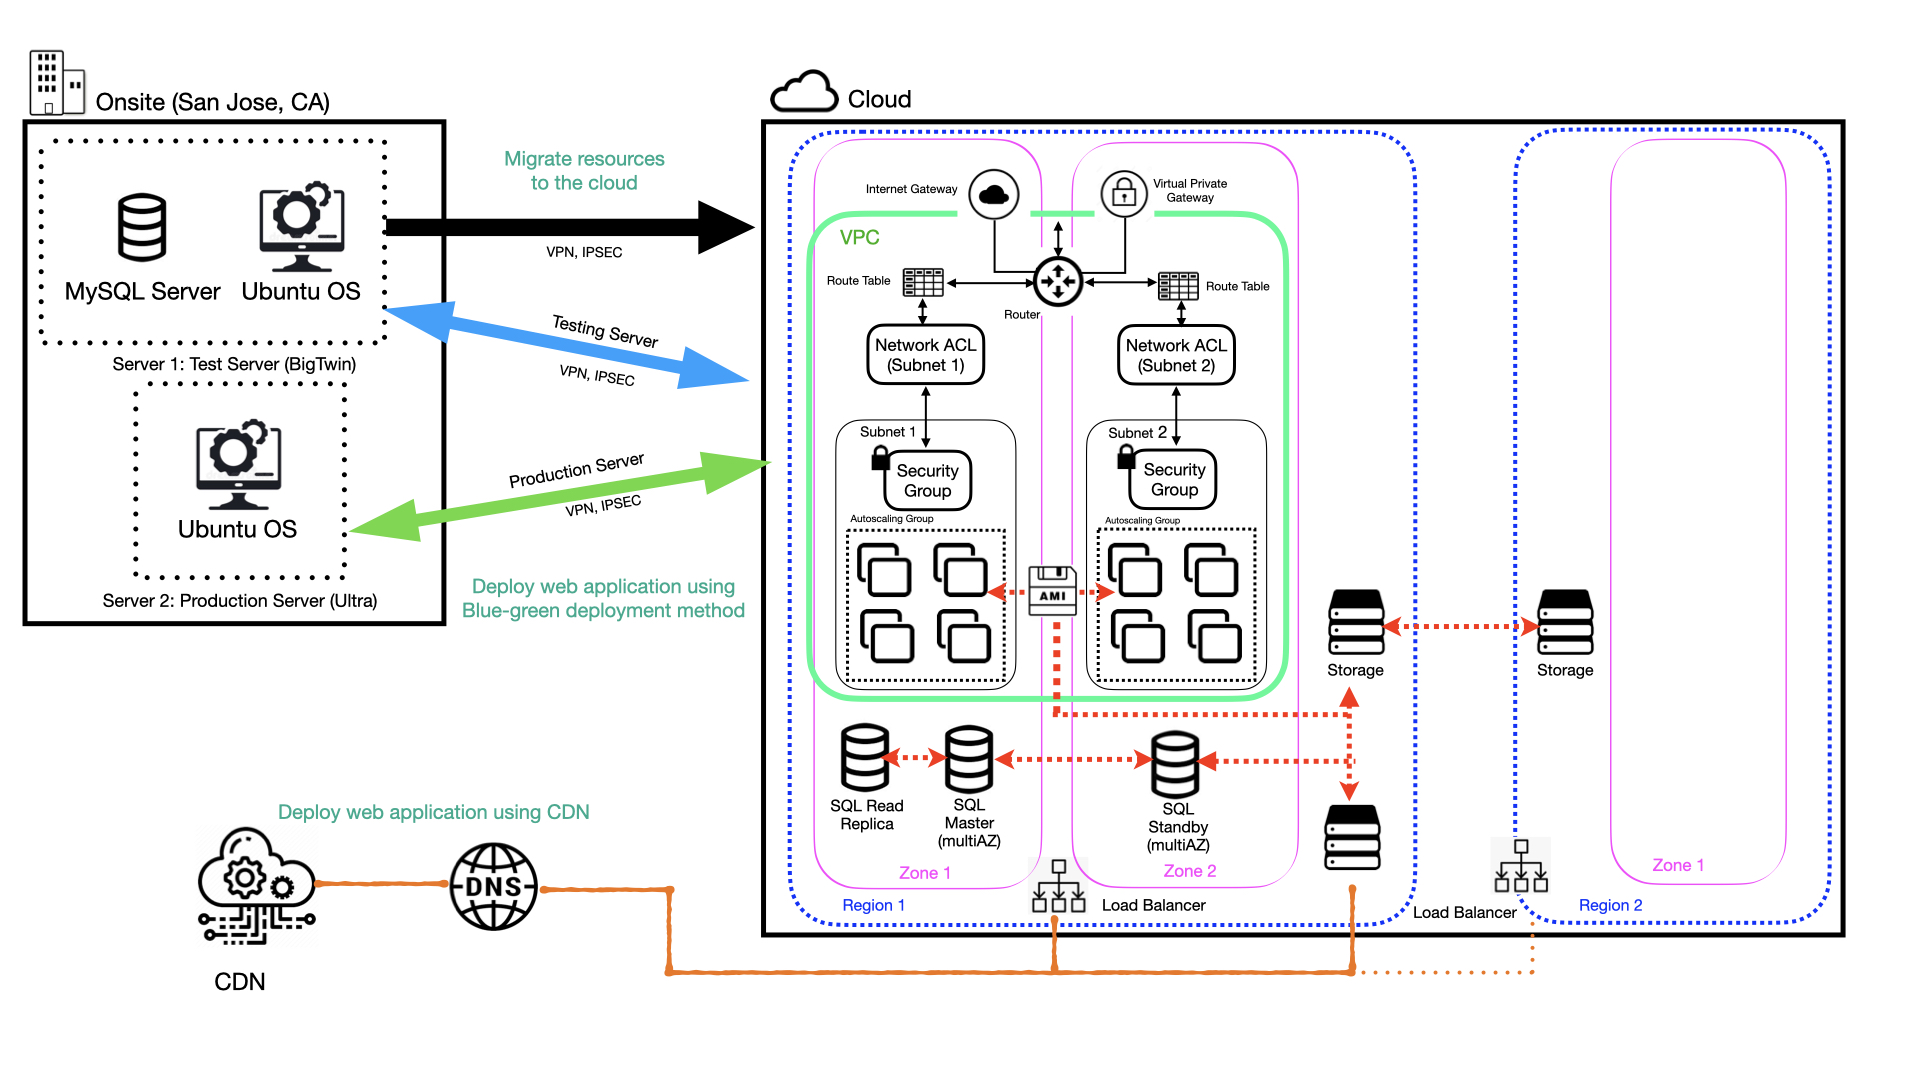 Onsite (San Jose, CA)
MySQL Server
Ubuntu OS
Server 1: Test Server (BigTwin)
Ubuntu OS
Server 2: Production Server (Ultra)
Migrate resources
to the cloud
VPN, IPSEC
Testing Server
VPN, IPSEC
Production Server
VPN, IPSEC
Deploy web application using
Blue-green deployment method
Deploy web application using CDN
CDN
DNS
Cloud
Internet Gateway
Virtual Private
Gateway
VPC
Route Table
Router
Route Table
Network ACL
(Subnet 1)
Network ACL
(Subnet 2)
Subnet 1
Security
Group
Autoscaling Group
Subnet 2
Security
Group
Autoscaling Group
AMI
Storage
Storage
SQL Read
Replica
SQL
Master
(multiAZ)
SQL
Standby
(multiAZ)
Zone 1
Zone 2
Zone 1
Region 1
Load Balancer
Load Balancer
Region 2